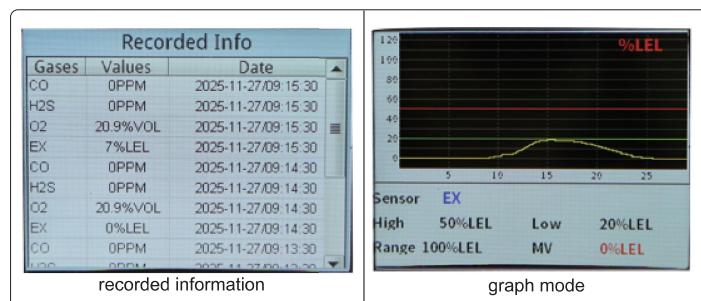 Recorded Info
Gases Values Date
CO 0PPM 2025-11-27/09:15:30
H2S 0PPM 2025-11-27/09:15:30
O2 20.9%VOL 2025-11-27/09:15:30
EX 7%LEL 2025-11-27/09:15:30
CO 0PPM 2025-11-27/09:14:30
H2S 0PPM 2025-11-27/09:14:30
O2 20.9%VOL 2025-11-27/09:14:30
EX 0%LEL 2025-11-27/09:14:30
CO 0PPM 2025-11-27/09:13:30
recorded information
%LEL
120
100
80
60
40
20
0
5 10 15 20 25
Sensor EX
High 50%LEL Low 20%LEL
Range 100%LEL MV 0%LEL
graph mode